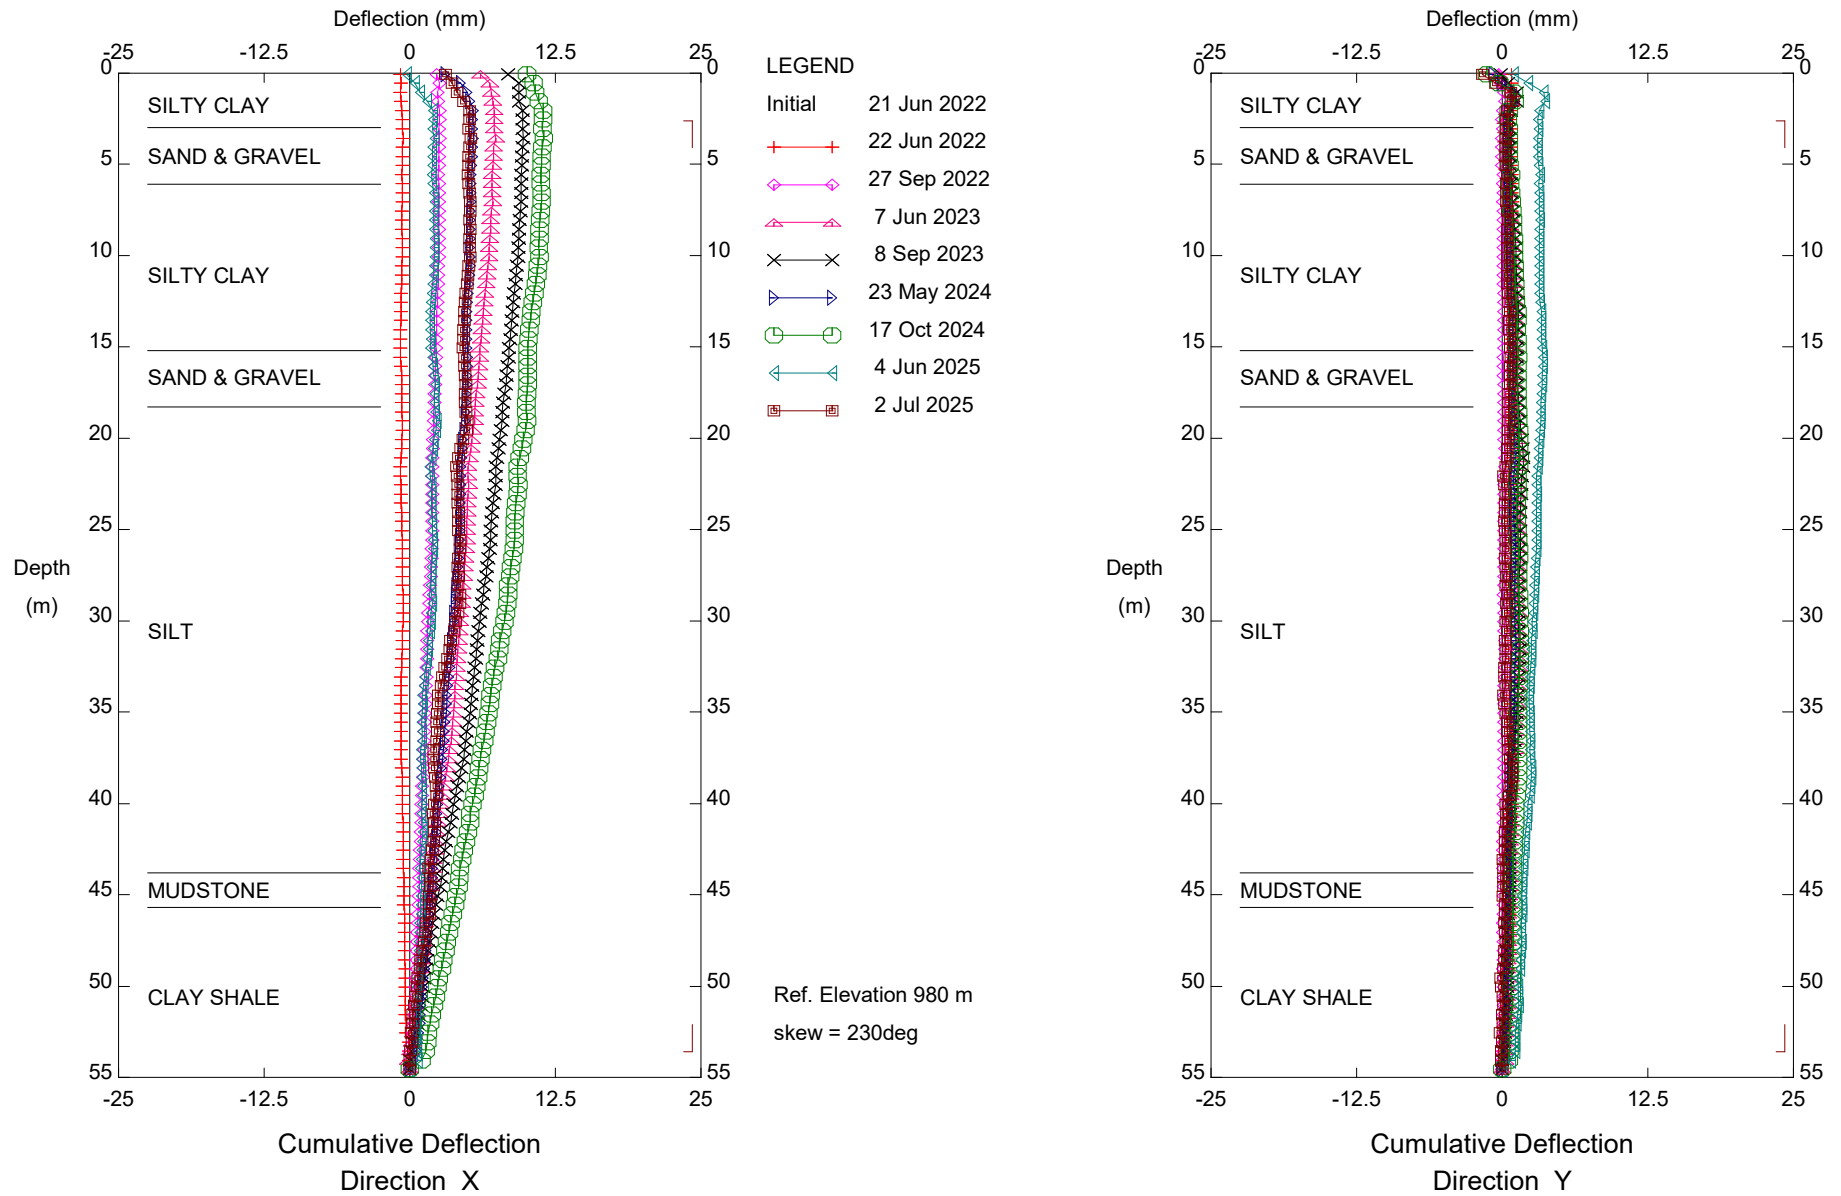 Deflection (mm)
-25 -12.5 0 12.5 25
0 0
SILTY CLAY
SAND & GRAVEL
5 5
SILTY CLAY
10 10
15 15
SAND & GRAVEL
20 20
25 25
Depth
(m)
30 30
SILT
35 35
40 40
45 45
MUDSTONE
50 50
CLAY SHALE
55 55
-25 -12.5 0 12.5 25
Cumulative Deflection
Direction X
LEGEND
Initial 21 Jun 2022
22 Jun 2022
27 Sep 2022
7 Jun 2023
8 Sep 2023
23 May 2024
17 Oct 2024
4 Jun 2025
2 Jul 2025
Ref. Elevation 980 m
skew = 230deg
Deflection (mm)
-25 -12.5 0 12.5 25
0 0
SILTY CLAY
SAND & GRAVEL
5 5
SILTY CLAY
10 10
15 15
SAND & GRAVEL
20 20
25 25
Depth
(m)
30 30
SILT
35 35
40 40
45 45
MUDSTONE
50 50
CLAY SHALE
55 55
-25 -12.5 0 12.5 25
Cumulative Deflection
Direction Y